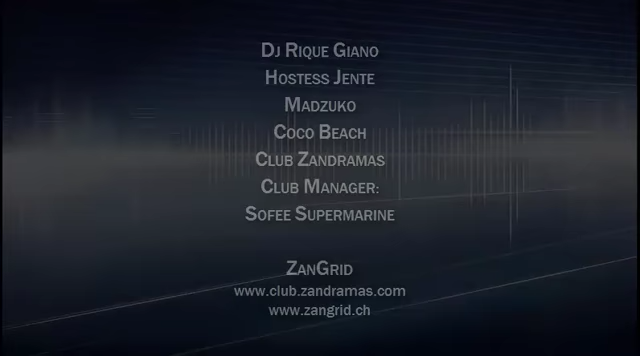 Dj Rique Giano
Hostess Jente
Madzuko
Coco Beach
Club Zandramas
Club Manager:
Sofee Supermarine
ZanGrid
www.club.zandramas.com
www.zangrid.ch